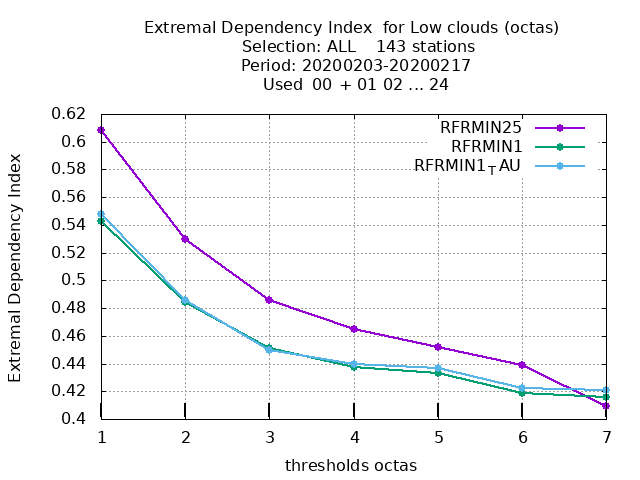 Extremal Dependency Index  for Low clouds (octas)
Selection: ALL    143 stations
Period: 20200203-20200217
Used  00 + 01 02 ... 24
RFRMIN25
RFRMIN1
RFRMIN1TAU
Extremal Dependency Index
0.62
0.6
0.58
0.56
0.54
0.52
0.5
0.48
0.46
0.44
0.42
0.4
1 2 3 4 5 6 7
thresholds octas